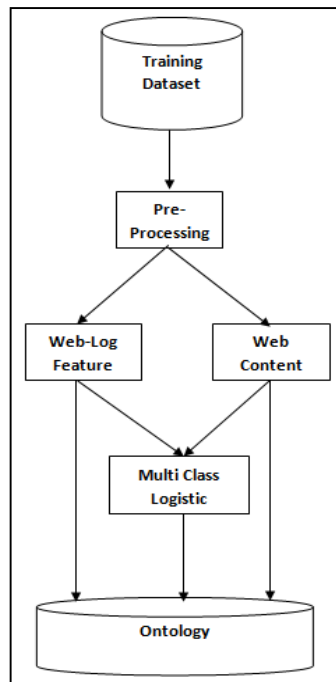 Training
Dataset
Pre-
Processing
Web-Log
Feature
Web
Content
Multi Class
Logistic
Ontology